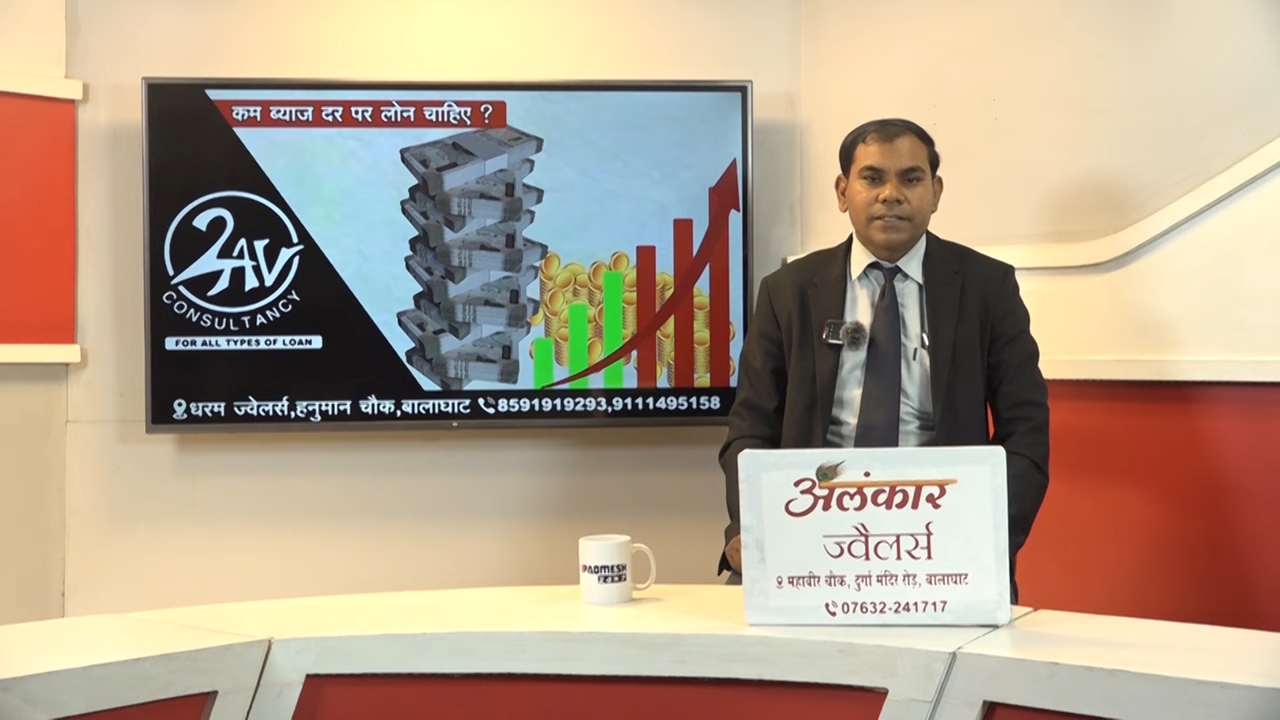 कम ब्याज दर पर लोन चाहिए ?
2AV
CONSULTANCY
FOR ALL TYPES OF LOAN
धरम ज्वेलर्स,हनुमान चौक,बालाघाट 8591919293,9111495158
अलंकार
ज्वैलर्स
महाबीर चौक, दुर्गा मंदिर रोड़, बालाघाट
07632-241717
PADMESH
24x7